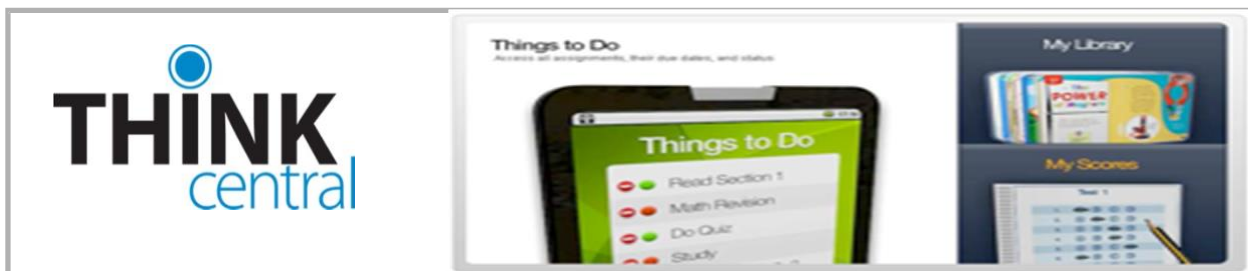 THINK
central
Things to Do
Access all assignments, their due dates, and status
My Library
POWER
Things to Do
Read Section 1
Math Revision
Do Quiz
Study
My Scores
Test 1